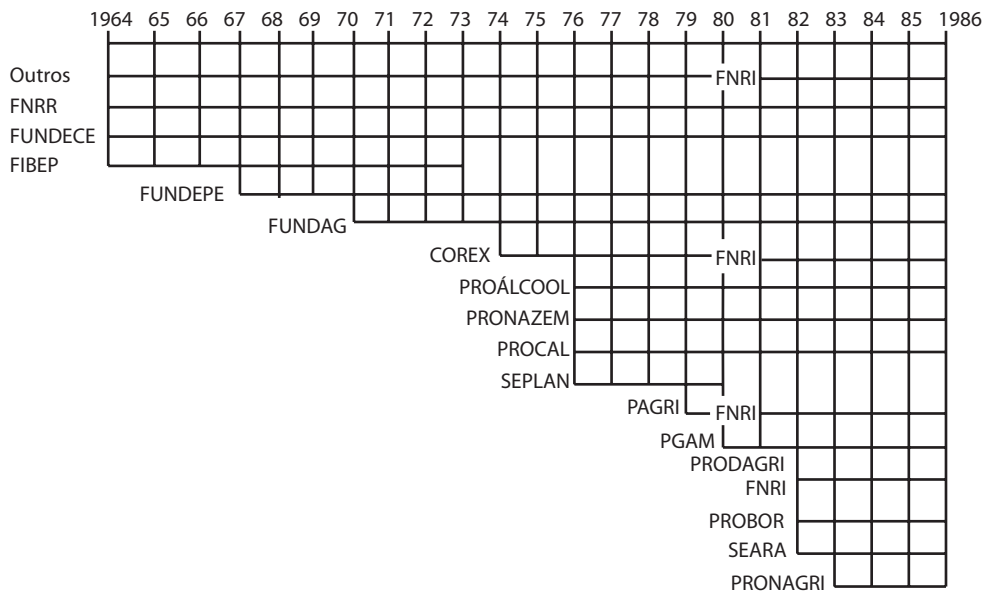 1964 65 66 67 68 69 70 71 72 73 74 75 76 77 78 79 80 81 82 83 84 85 1986
Outros FNRI
FNRR
FUNDECE
FIBEP
FUNDEPE
FUNDAG
COREX FNRI
PROÁLCOOL
PRONAZEM
PROCAL
SEPLAN
PAGRI FNRI
PGAM
PRODAGRI
FNRI
PROBOR
SEARA
PRONAGRI